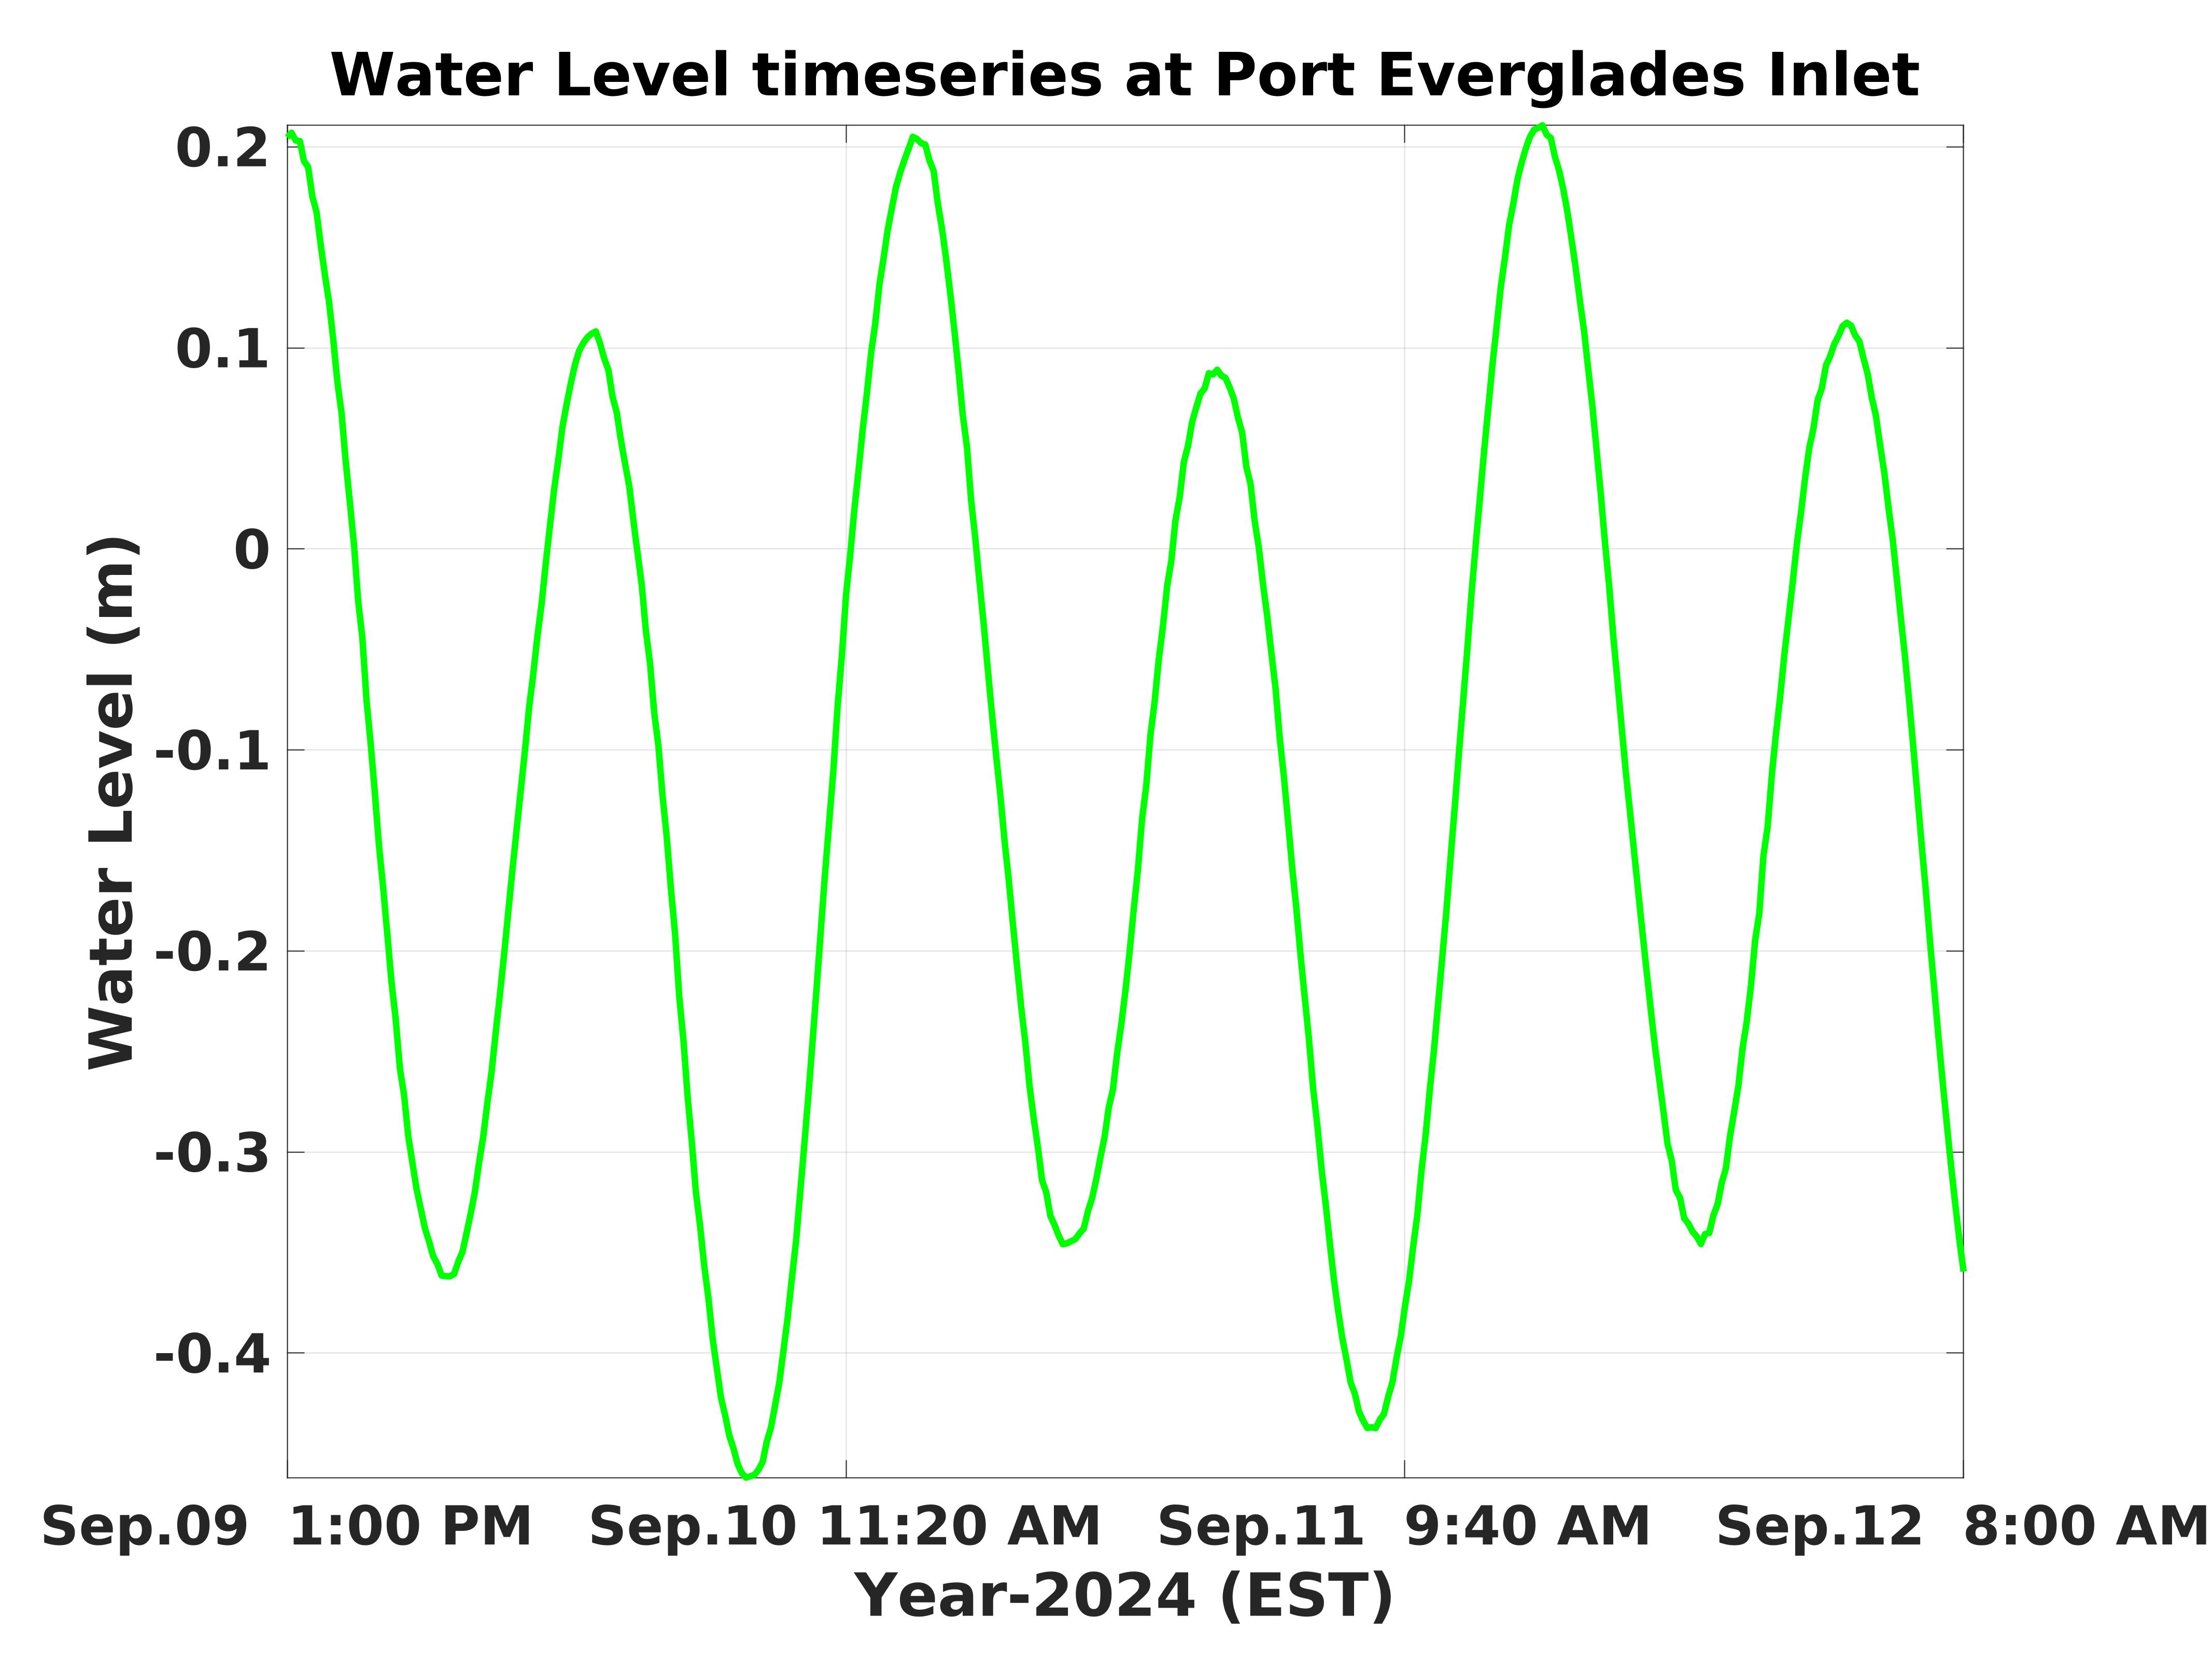 Water Level timeseries at Port Everglades Inlet
0.2
0.1
0
-0.1
-0.2
-0.3
-0.4
Water Level (m)
Sep.09 1:00 PM Sep.10 11:20 AM Sep.11 9:40 AM Sep.12 8:00 AM
Year-2024 (EST)